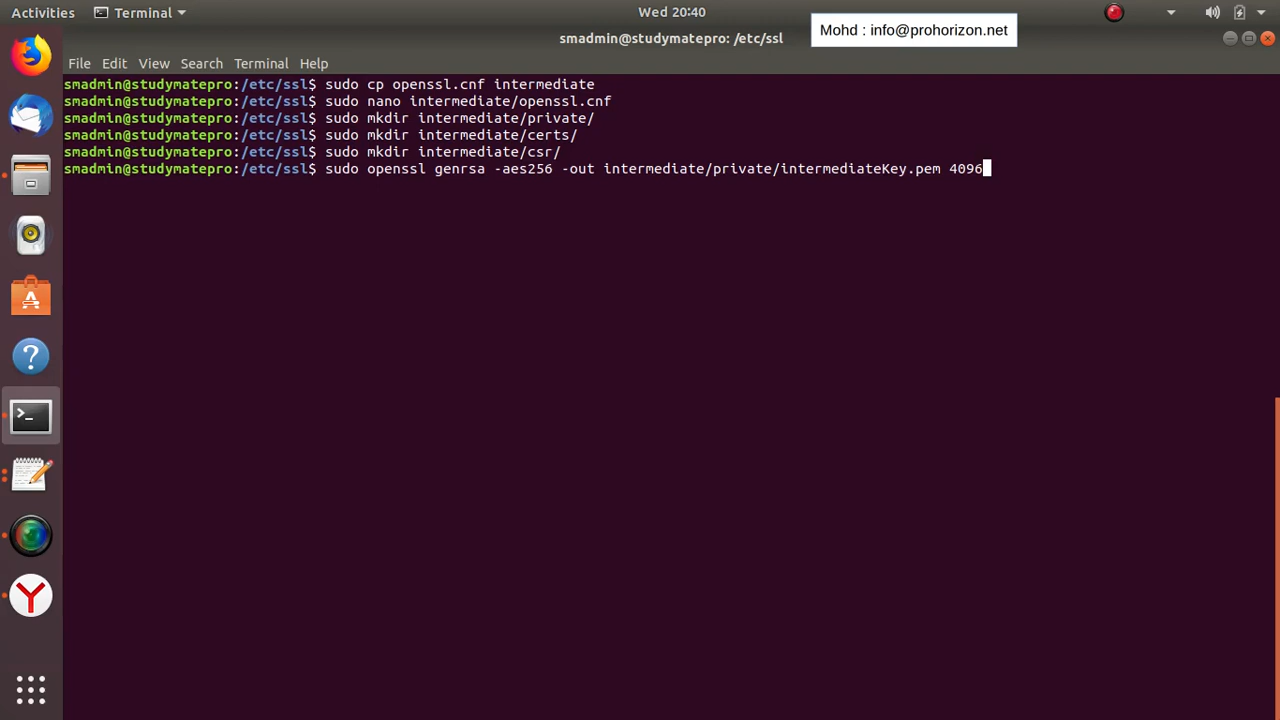 Activities Terminal Wed 20:40
Mohd : info@prohorizon.net
smadmin@studymatepro: /etc/ssl
File Edit View Search Terminal Help
smadmin@studymatepro:/etc/ssl$ sudo cp openssl.cnf intermediate
smadmin@studymatepro:/etc/ssl$ sudo nano intermediate/openssl.cnf
smadmin@studymatepro:/etc/ssl$ sudo mkdir intermediate/private/
smadmin@studymatepro:/etc/ssl$ sudo mkdir intermediate/certs/
smadmin@studymatepro:/etc/ssl$ sudo mkdir intermediate/csr/
smadmin@studymatepro:/etc/ssl$ sudo openssl genrsa -aes256 -out intermediate/private/intermediateKey.pem 4096